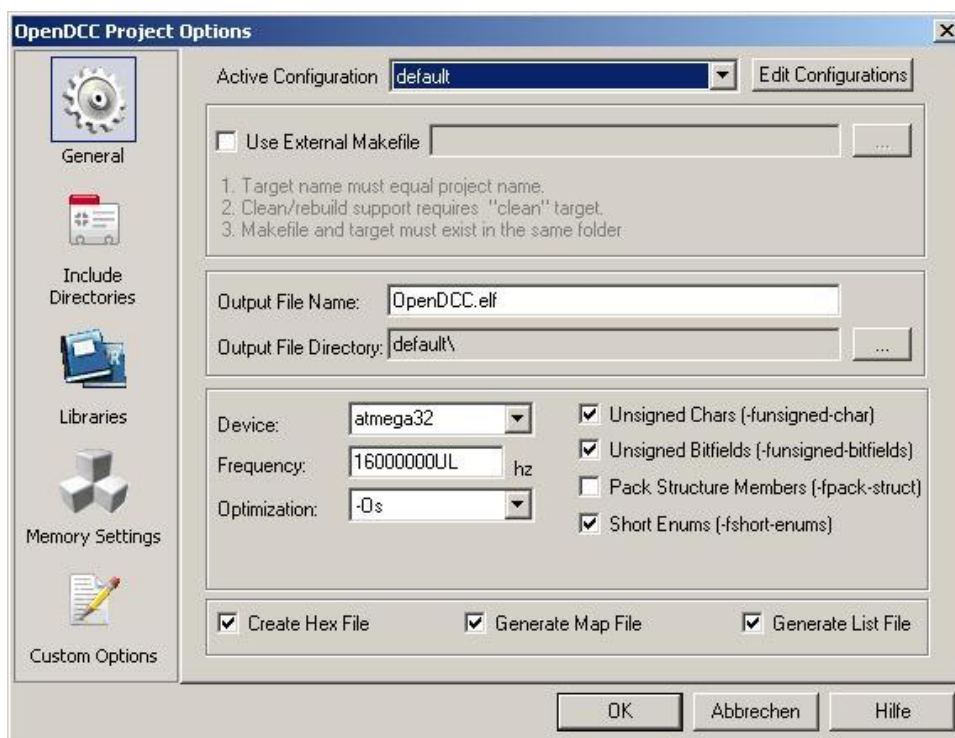 OpenDCC Project Options
General
Include
Directories
Libraries
Memory Settings
Custom Options
Active Configuration default Edit Configurations
Use External Makefile ...
1. Target name must equal project name.
2. Clean/rebuild support requires "clean" target.
3. Makefile and target must exist in the same folder
Output File Name: OpenDCC.elf
Output File Directory: default\ ...
Device: atmega32
Frequency: 16000000UL hz
Optimization: -Os
Unsigned Chars (-funsigned-char)
Unsigned Bitfields (-funsigned-bitfields)
Pack Structure Members (-fpack-struct)
Short Enums (-fshort-enums)
Create Hex File Generate Map File Generate List File
OK Abbrechen Hilfe